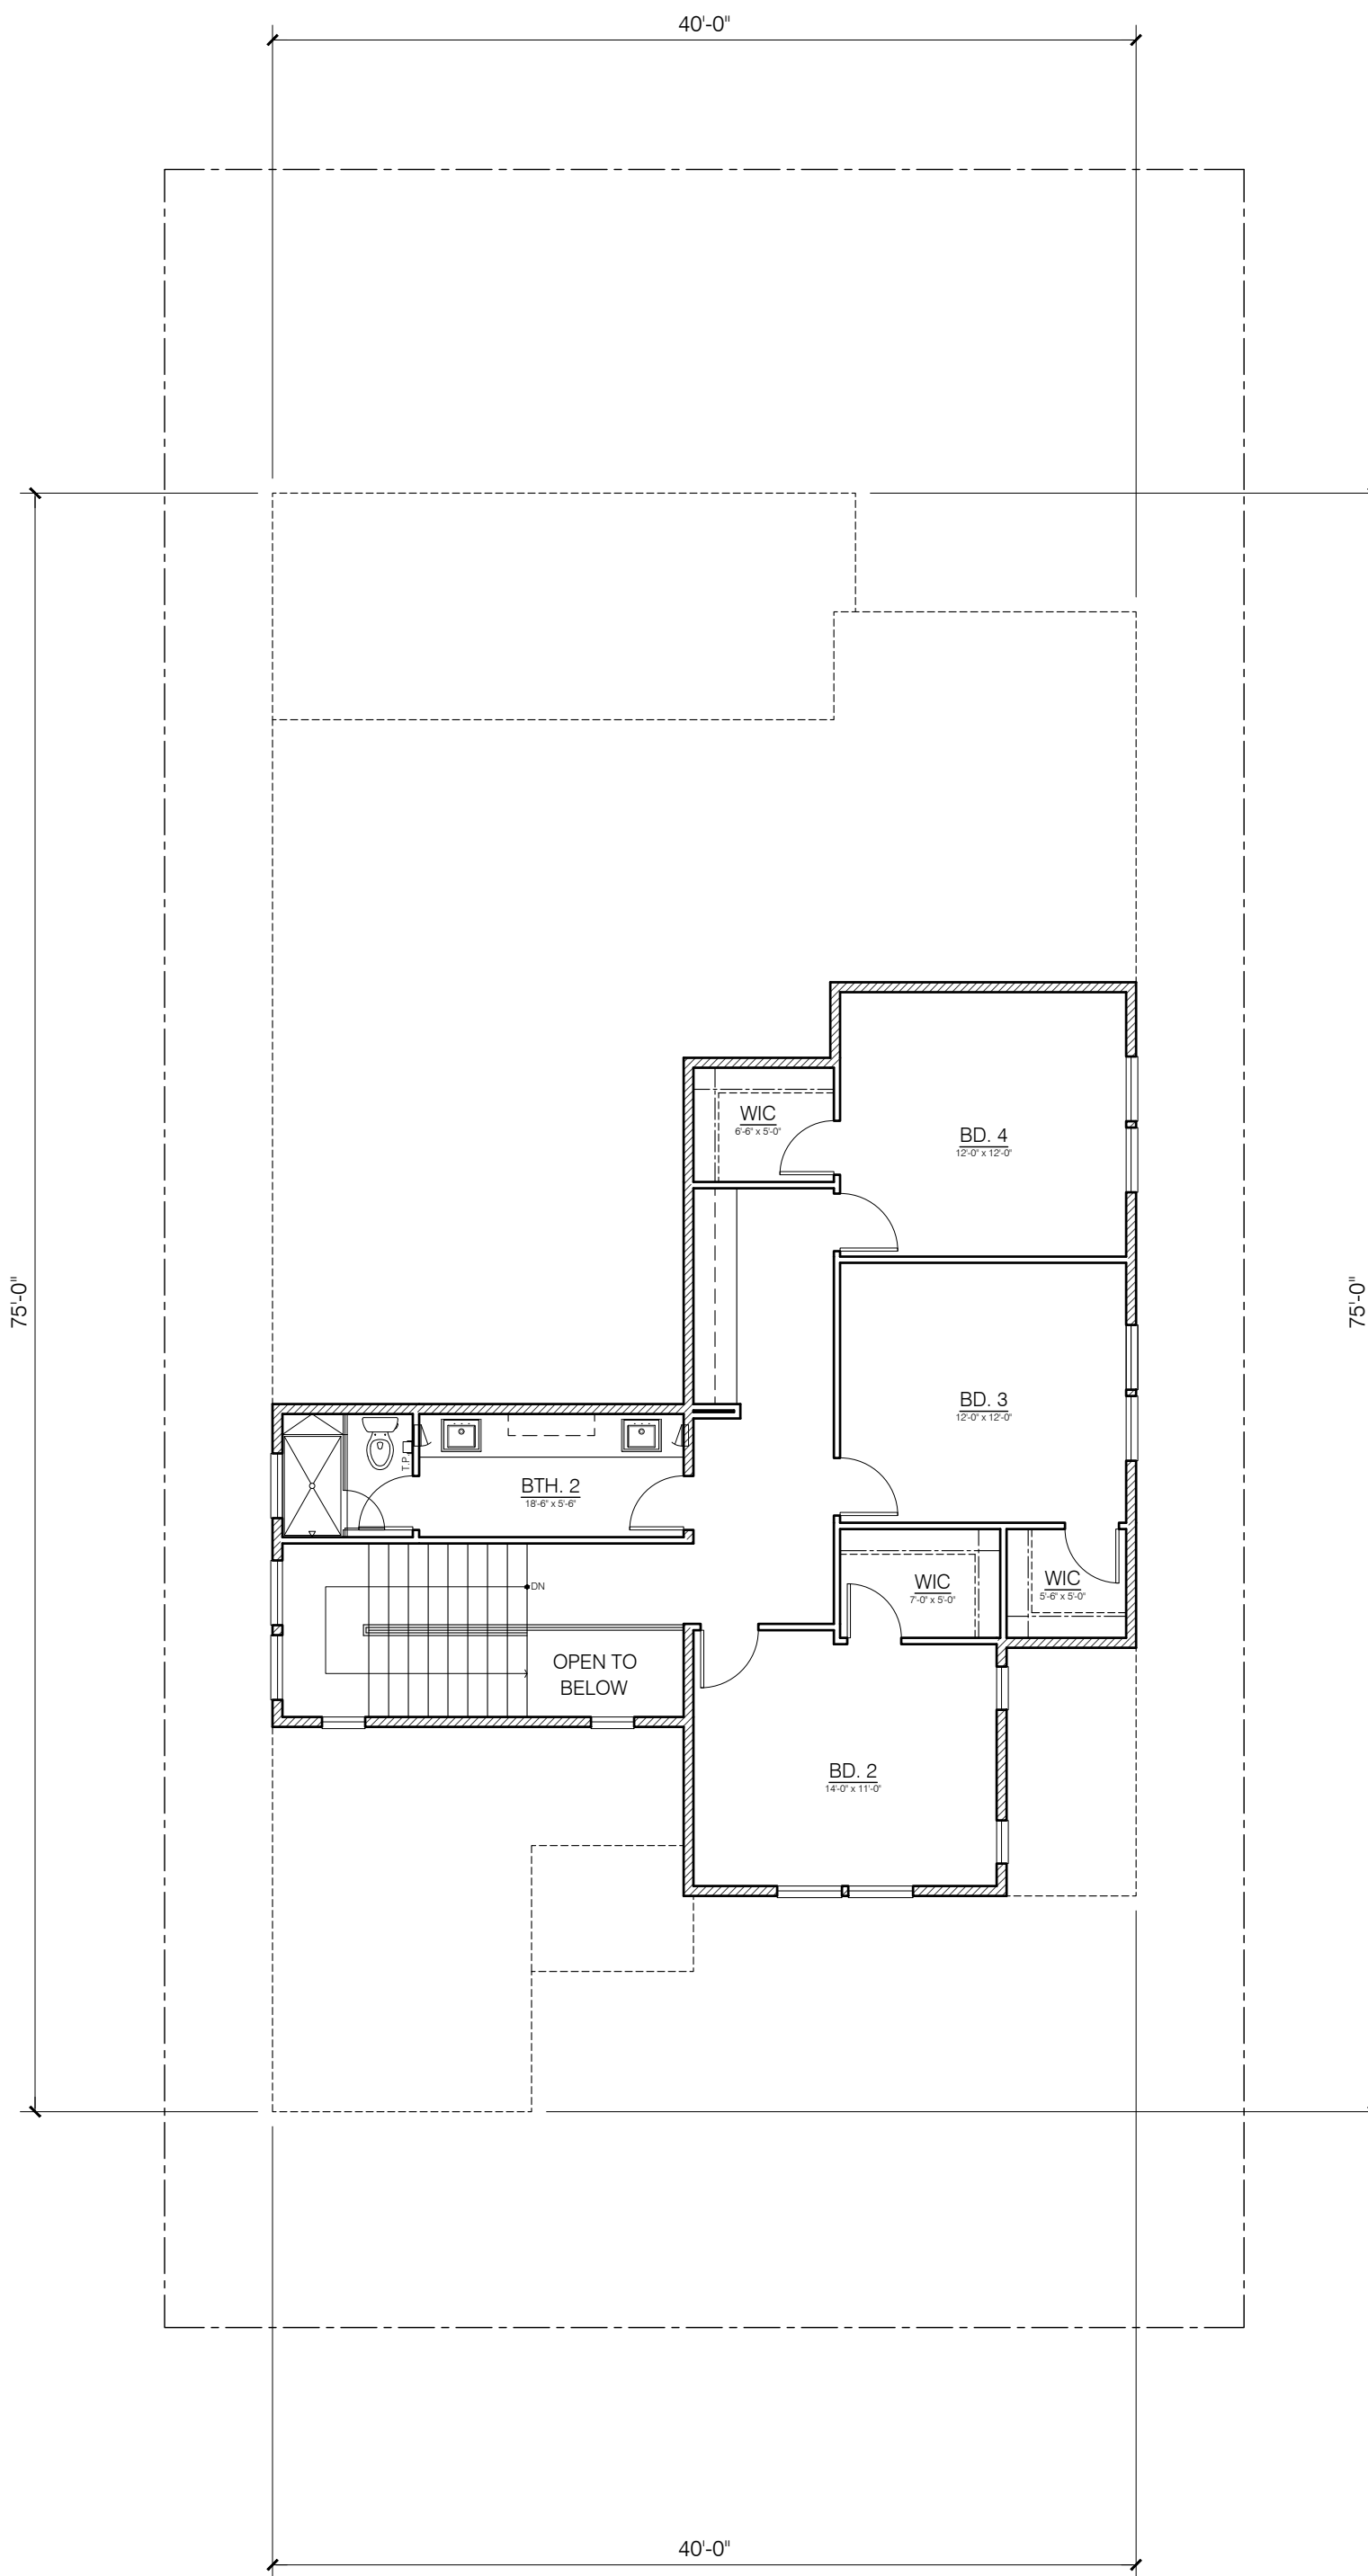 40'-0"
WIC
6'-6" x 5'-0"
BD. 4
12'-0" x 12'-0"
75'-0"
75'-0"
BD. 3
12'-0" x 12'-0"
T.P.
BTH. 2
18'-6" x 5'-6"
DN
WIC
7'-0" x 5'-0"
WIC
5'-6" x 5'-0"
OPEN TO
BELOW
BD. 2
14'-0" x 11'-0"
40'-0"